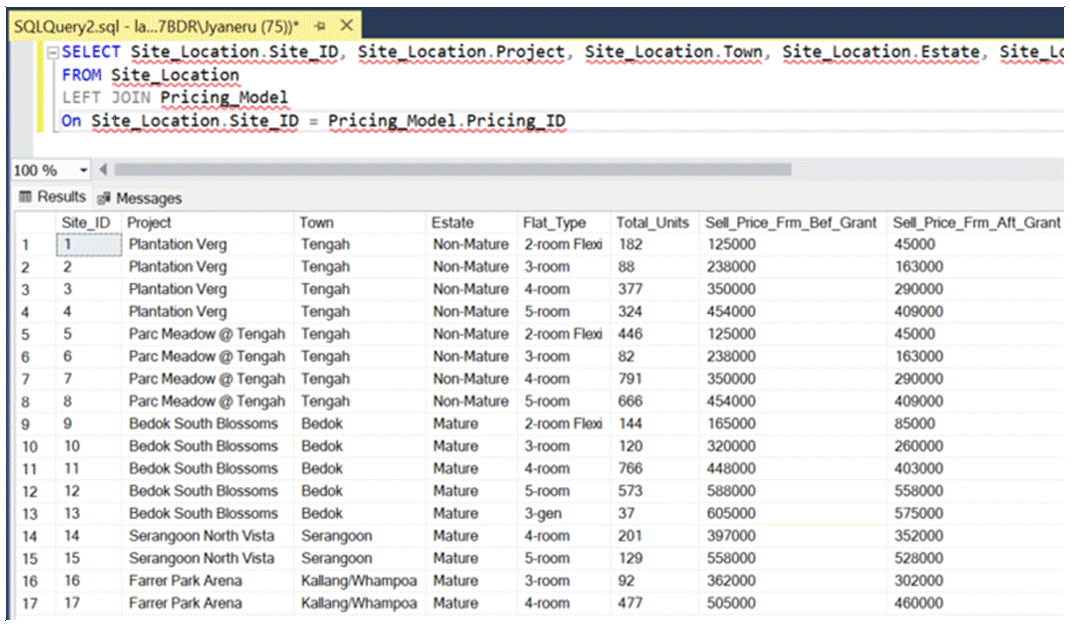 SQLQuery2.sql - la...7BDR\Jyaneru (75))*
SELECT Site_Location.Site_ID, Site_Location.Project, Site_Location.Town, Site_Location.Estate, Site_Lo
FROM Site_Location
LEFT JOIN Pricing_Model
On Site_Location.Site_ID = Pricing_Model.Pricing_ID
100 %
Results Messages
Site_ID Project Town Estate Flat_Type Total_Units Sell_Price_Frm_Bef_Grant Sell_Price_Frm_Aft_Grant
1 1 Plantation Verg Tengah Non-Mature 2-room Flexi 182 125000 45000
2 2 Plantation Verg Tengah Non-Mature 3-room 88 238000 163000
3 3 Plantation Verg Tengah Non-Mature 4-room 377 350000 290000
4 4 Plantation Verg Tengah Non-Mature 5-room 324 454000 409000
5 5 Parc Meadow @ Tengah Tengah Non-Mature 2-room Flexi 446 125000 45000
6 6 Parc Meadow @ Tengah Tengah Non-Mature 3-room 82 238000 163000
7 7 Parc Meadow @ Tengah Tengah Non-Mature 4-room 791 350000 290000
8 8 Parc Meadow @ Tengah Tengah Non-Mature 5-room 666 454000 409000
9 9 Bedok South Blossoms Bedok Mature 2-room Flexi 144 165000 85000
10 10 Bedok South Blossoms Bedok Mature 3-room 120 320000 260000
11 11 Bedok South Blossoms Bedok Mature 4-room 766 448000 403000
12 12 Bedok South Blossoms Bedok Mature 5-room 573 588000 558000
13 13 Bedok South Blossoms Bedok Mature 3-gen 37 605000 575000
14 14 Serangoon North Vista Serangoon Mature 4-room 201 397000 352000
15 15 Serangoon North Vista Serangoon Mature 5-room 129 558000 528000
16 16 Farrer Park Arena Kallang/Whampoa Mature 3-room 92 362000 302000
17 17 Farrer Park Arena Kallang/Whampoa Mature 4-room 477 505000 460000